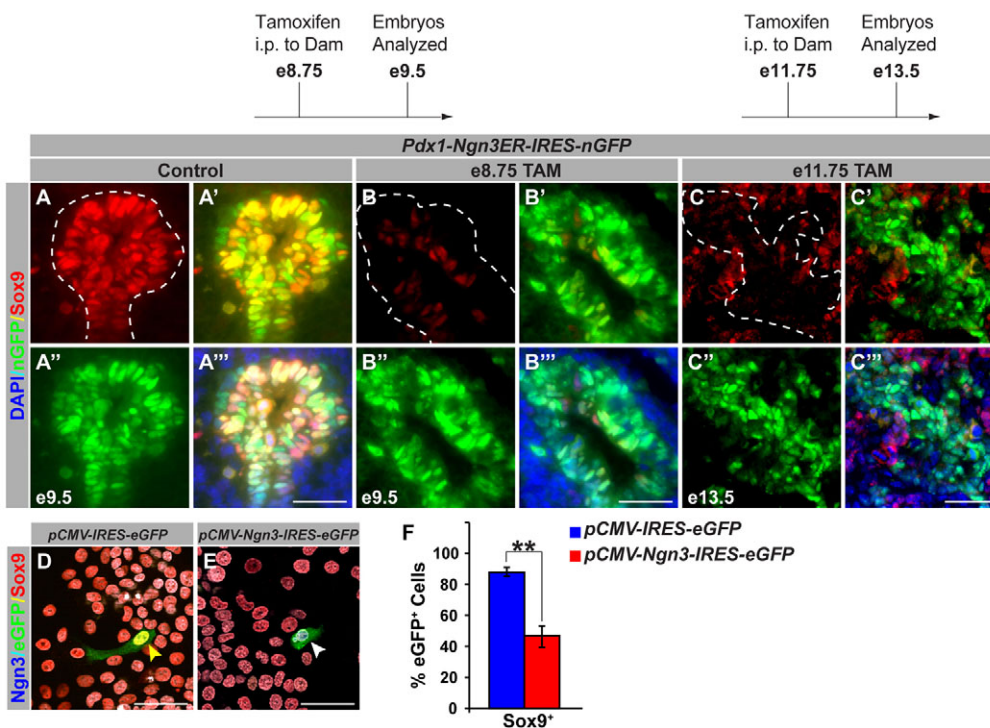 Tamoxifen
i.p. to Dam
e8.75
Embryos
Analyzed
e9.5
Tamoxifen
i.p. to Dam
e11.75
Embryos
Analyzed
e13.5
Pdx1-Ngn3ER-IRES-nGFP
Control
e8.75 TAM
e11.75 TAM
DAPI/nGFP/Sox9
A
A'
B
B'
C
C'
A''
e9.5
A'''
B''
e9.5
B'''
C''
e13.5
C'''
pCMV-IRES-eGFP
pCMV-Ngn3-IRES-eGFP
Ngn3/eGFP/Sox9
D
E
F
pCMV-IRES-eGFP
pCMV-Ngn3-IRES-eGFP
**
% eGFP⁺ Cells
100
80
60
40
20
0
Sox9⁺